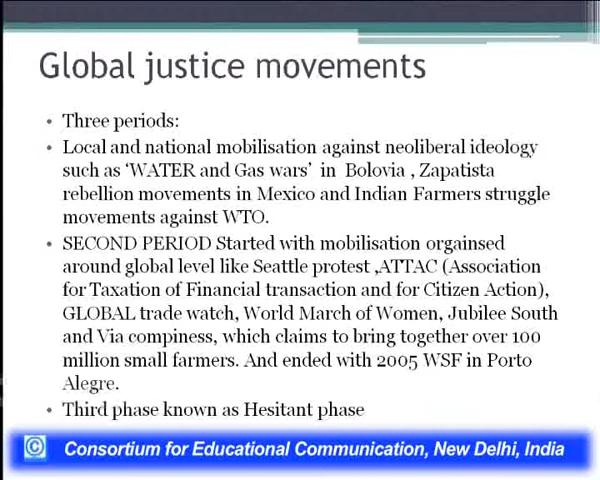 Global justice movements
• Three periods:
• Local and national mobilisation against neoliberal ideology
such as ‘WATER and Gas wars’ in Bolovia , Zapatista
rebellion movements in Mexico and Indian Farmers struggle
movements against WTO.
• SECOND PERIOD Started with mobilisation orgainsed
around global level like Seattle protest ,ATTAC (Association
for Taxation of Financial transaction and for Citizen Action),
GLOBAL trade watch, World March of Women, Jubilee South
and Via compiness, which claims to bring together over 100
million small farmers. And ended with 2005 WSF in Porto
Alegre.
• Third phase known as Hesitant phase
© Consortium for Educational Communication, New Delhi, India